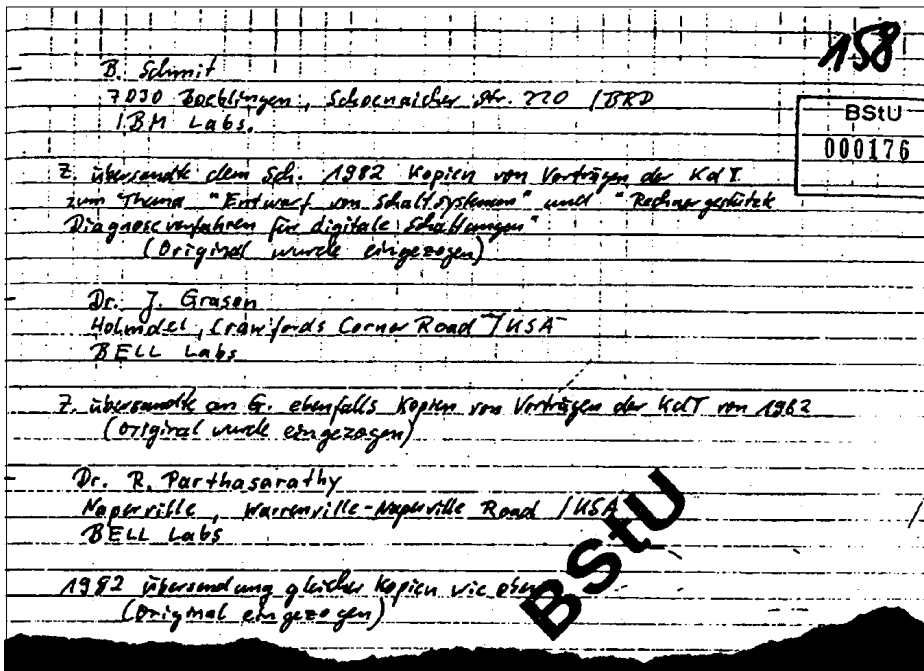 158
BStU
000176
- B. Schmit
7030 Boeblingen, Schoenaicher Str. 220 / BRD
IBM Labs.
Z. übersandte dem Sch. 1982 Kopien von Vorträgen der KdT
zum Thema "Entwurf von Schaltsystemen" und "Rechnergestützte
Diagnoseverfahren für digitale Schaltungen"
(Original wurde eingezogen)
- Dr. J. Grason
Holmdel, Crawfords Corner Road / USA
BELL Labs
Z. übersandte an G. ebenfalls Kopien von Vorträgen der KdT von 1982
(Original wurde eingezogen)
- Dr. R. Parthasarathy
Naperville, Warrenville-Naperville Road / USA
BELL Labs
1982 Übersendung gleicher Kopien wie oben
(Original eingezogen)
BStU